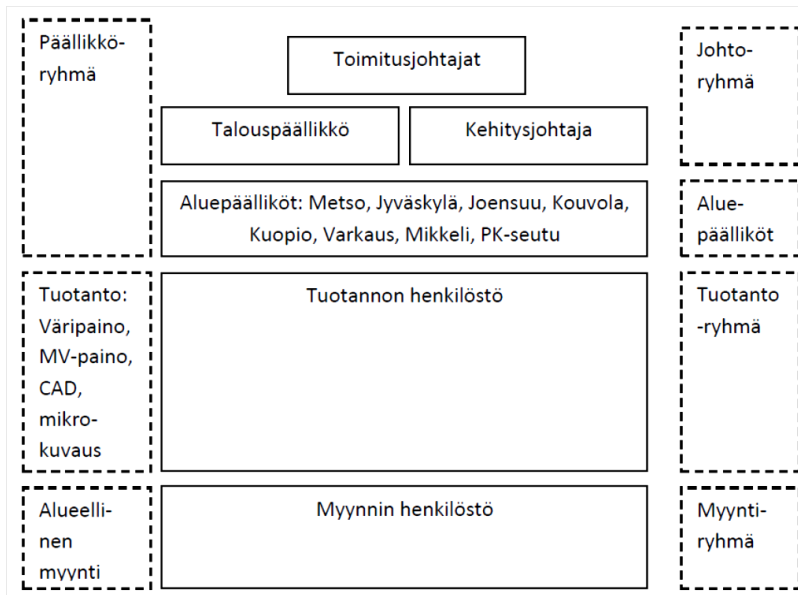 Päällikkö-
ryhmä
Toimitusjohtajat
Johto-
ryhmä
Talouspäällikkö
Kehitysjohtaja
Aluepäälliköt: Metso, Jyväskylä, Joensuu, Kouvola,
Kuopio, Varkaus, Mikkeli, PK-seutu
Alue-
päälliköt
Tuotanto:
Väripaino,
MV-paino,
CAD,
mikro-
kuvaus
Tuotannon henkilöstö
Tuotanto
-ryhmä
Alueelli-
nen
myynti
Myynnin henkilöstö
Myynti-
ryhmä